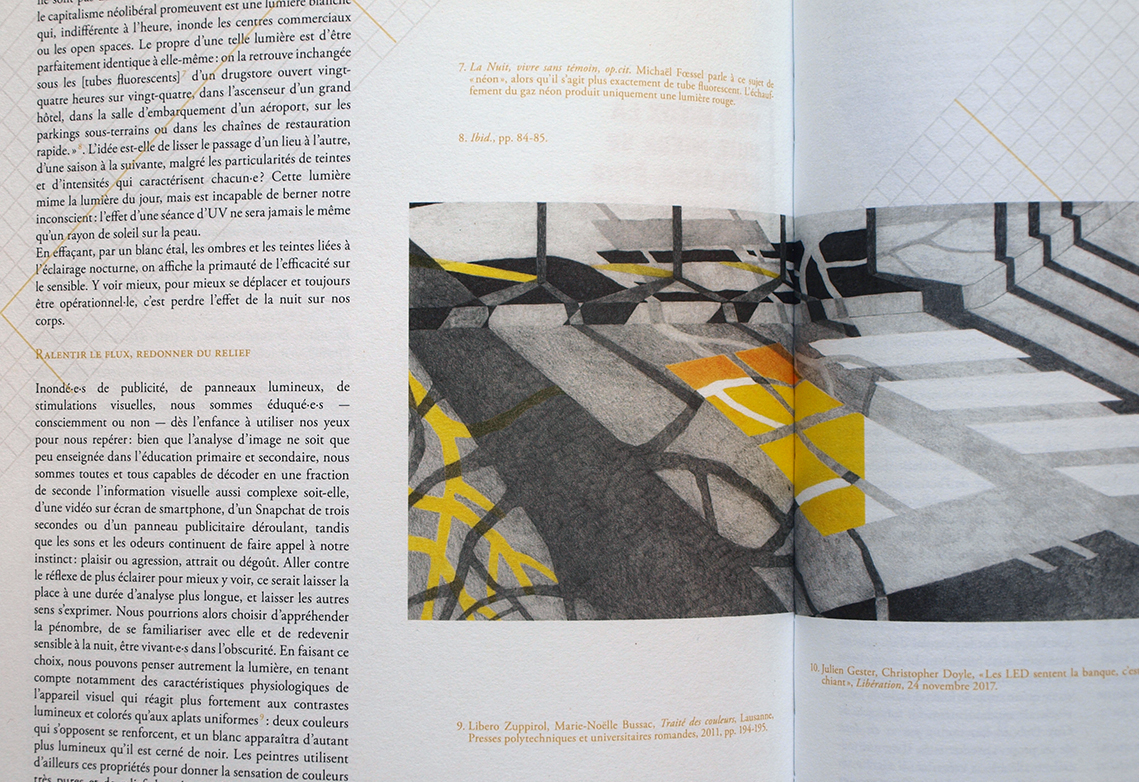 le capitalisme néolibéral promeuvent est une lumière blanche
qui, indifférente à l'heure, inonde les centres commerciaux
ou les open spaces. Le propre d'une telle lumière est d'être
parfaitement identique à elle-même : on la retrouve inchangée
sous les [tubes fluorescents]7 d'un drugstore ouvert vingt-
quatre heures sur vingt-quatre, dans l'ascenseur d'un grand
hôtel, dans la salle d'embarquement d'un aéroport, sur les
parkings sous-terrains ou dans les chaînes de restauration
rapide. »8. L'idée est-elle de lisser le passage d'un lieu à l'autre,
d'une saison à la suivante, malgré les particularités de teintes
et d'intensités qui caractérisent chacun·e ? Cette lumière
mime la lumière du jour, mais est incapable de berner notre
inconscient : l'effet d'une séance d'UV ne sera jamais le même
qu'un rayon de soleil sur la peau.
En effaçant, par un blanc étal, les ombres et les teintes liées à
l'éclairage nocturne, on affiche la primauté de l'efficacité sur
le sensible. Y voir mieux, pour mieux se déplacer et toujours
être opérationnel·le, c'est perdre l'effet de la nuit sur nos
corps.
Ralentir le flux, redonner du relief
Inondé·e·s de publicité, de panneaux lumineux, de
stimulations visuelles, nous sommes éduqué·e·s —
consciemment ou non — dès l'enfance à utiliser nos yeux
pour nous repérer : bien que l'analyse d'image ne soit que
peu enseignée dans l'éducation primaire et secondaire, nous
sommes toutes et tous capables de décoder en une fraction
de seconde l'information visuelle aussi complexe soit-elle,
d'une vidéo sur écran de smartphone, d'un Snapchat de trois
secondes ou d'un panneau publicitaire déroulant, tandis
que les sons et les odeurs continuent de faire appel à notre
instinct : plaisir ou agression, attrait ou dégoût. Aller contre
le réflexe de plus éclairer pour mieux y voir, ce serait laisser la
place à une durée d'analyse plus longue, et laisser les autres
sens s'exprimer. Nous pourrions alors choisir d'appréhender
la pénombre, de se familiariser avec elle et de redevenir
sensible à la nuit, être vivant·e·s dans l'obscurité. En faisant ce
choix, nous pouvons penser autrement la lumière, en tenant
compte notamment des caractéristiques physiologiques de
l'appareil visuel qui réagit plus fortement aux contrastes
lumineux et colorés qu'aux aplats uniformes9 : deux couleurs
qui s'opposent se renforcent, et un blanc apparaîtra d'autant
plus lumineux qu'il est cerné de noir. Les peintres utilisent
d'ailleurs ces propriétés pour donner la sensation de couleurs
7. La Nuit, vivre sans témoin, op.cit. Michaël Fœssel parle à ce sujet de
« néon », alors qu'il s'agit plus exactement de tube fluorescent. L'échauf-
fement du gaz néon produit uniquement une lumière rouge.
8. Ibid., pp. 84-85.
9. Libero Zuppirol, Marie-Noëlle Bussac, Traité des couleurs, Lausanne,
Presses polytechniques et universitaires romandes, 2011, pp. 194-195.
10. Julien Gester, Christopher Doyle, « Les LED sentent la banque, c'est
chiant », Libération, 24 novembre 2017.